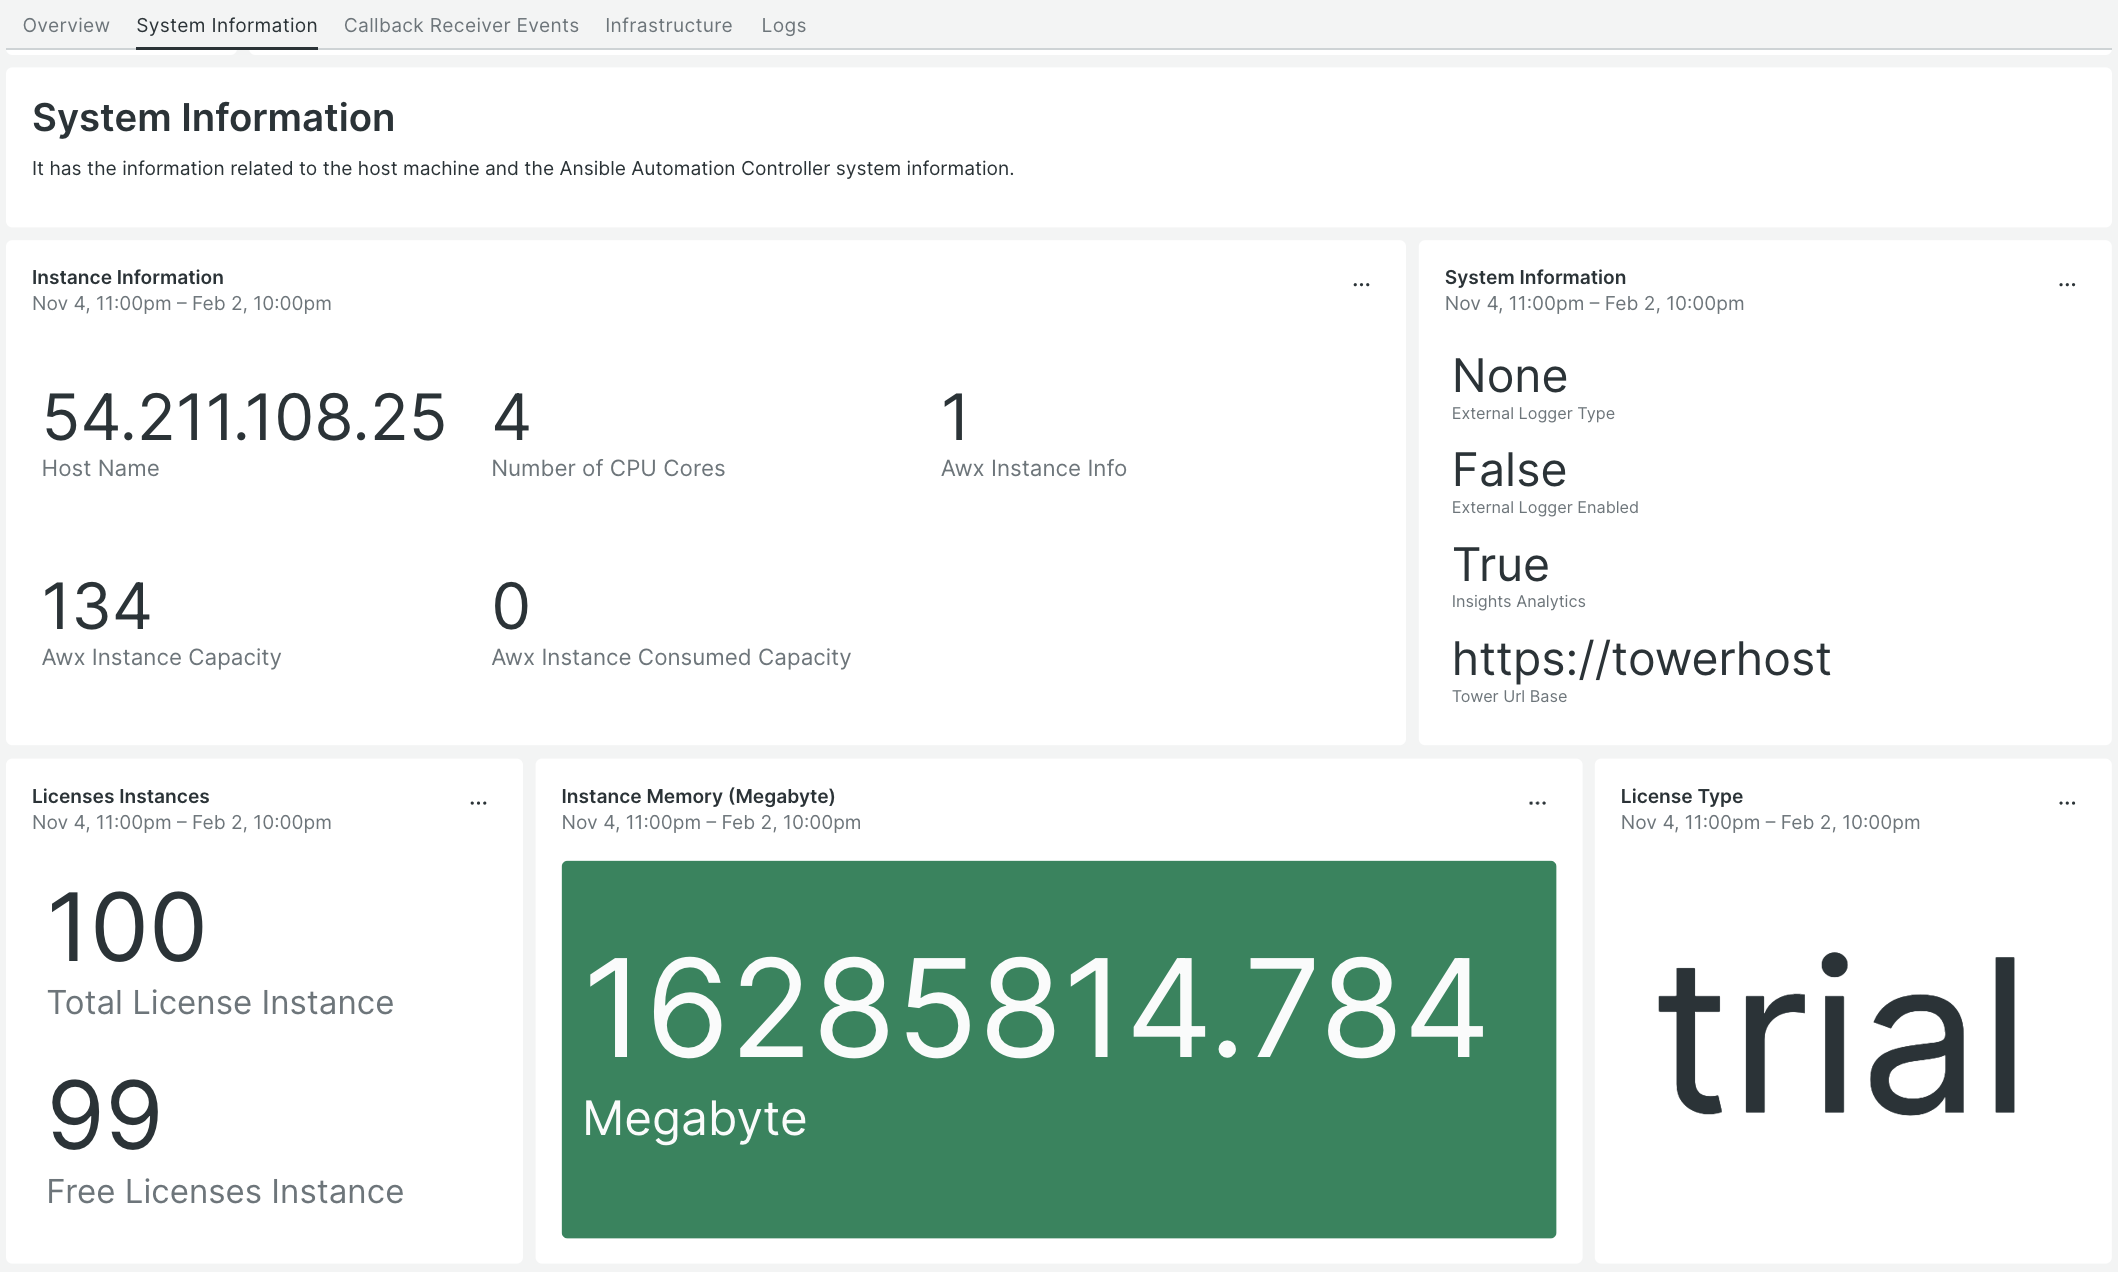 Overview System Information Callback Receiver Events Infrastructure Logs
System Information
It has the information related to the host machine and the Ansible Automation Controller system information.
Instance Information
Nov 4, 11:00pm – Feb 2, 10:00pm
54.211.108.25
Host Name
4
Number of CPU Cores
1
Awx Instance Info
134
Awx Instance Capacity
0
Awx Instance Consumed Capacity
System Information
Nov 4, 11:00pm – Feb 2, 10:00pm
None
External Logger Type
False
External Logger Enabled
True
Insights Analytics
https://towerhost
Tower Url Base
Licenses Instances
Nov 4, 11:00pm – Feb 2, 10:00pm
100
Total License Instance
99
Free Licenses Instance
Instance Memory (Megabyte)
Nov 4, 11:00pm – Feb 2, 10:00pm
16285814.784
Megabyte
License Type
Nov 4, 11:00pm – Feb 2, 10:00pm
trial